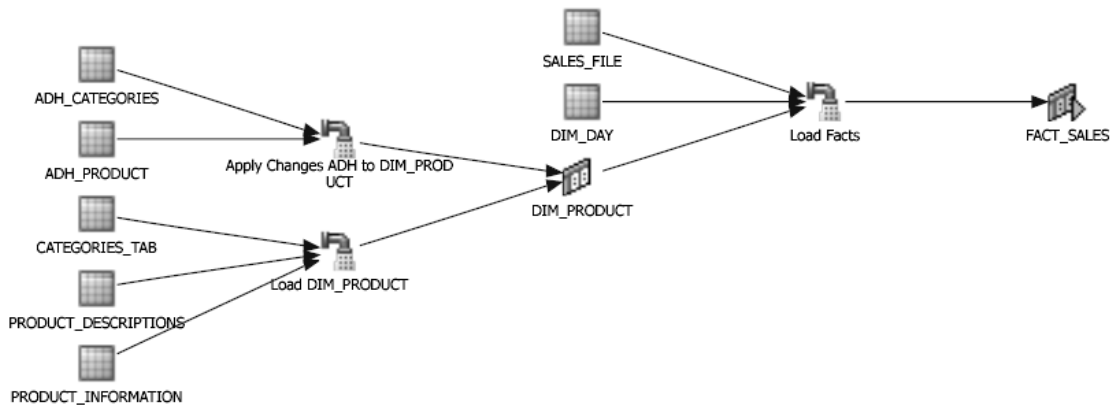 SALES_FILE
ADH_CATEGORIES
DIM_DAY
Load Facts
FACT_SALES
ADH_PRODUCT
Apply Changes ADH to DIM_PROD
UCT
DIM_PRODUCT
CATEGORIES_TAB
Load DIM_PRODUCT
PRODUCT_DESCRIPTIONS
PRODUCT_INFORMATION